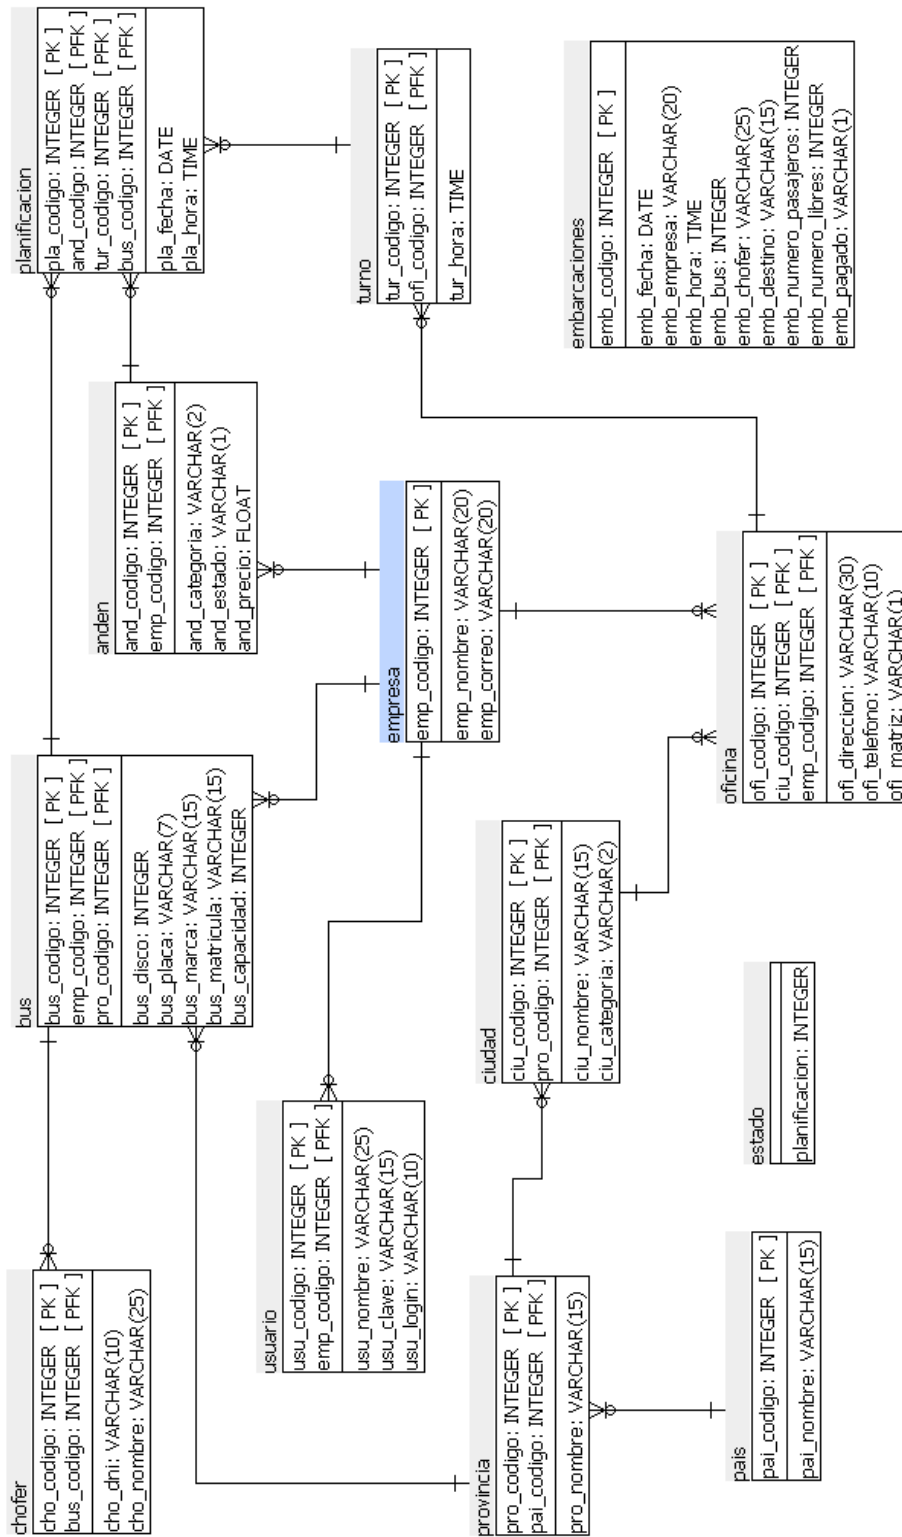 chofer
cho_codigo: INTEGER [ PK ]
bus_codigo: INTEGER [ PFK ]
cho_dni: VARCHAR(10)
cho_nombre: VARCHAR(25)
bus
bus_codigo: INTEGER [ PK ]
emp_codigo: INTEGER [ PFK ]
pro_codigo: INTEGER [ PFK ]
bus_disco: INTEGER
bus_placa: VARCHAR(7)
bus_marca: VARCHAR(15)
bus_matricula: VARCHAR(15)
bus_capacidad: INTEGER
planificacion
pla_codigo: INTEGER [ PK ]
and_codigo: INTEGER [ PFK ]
tur_codigo: INTEGER [ PFK ]
bus_codigo: INTEGER [ PFK ]
pla_fecha: DATE
pla_hora: TIME
anden
and_codigo: INTEGER [ PK ]
emp_codigo: INTEGER [ PFK ]
and_categoria: VARCHAR(2)
and_estado: VARCHAR(1)
and_precio: FLOAT
usuario
usu_codigo: INTEGER [ PK ]
emp_codigo: INTEGER [ PFK ]
usu_nombre: VARCHAR(25)
usu_clave: VARCHAR(15)
usu_login: VARCHAR(10)
empresa
emp_codigo: INTEGER [ PK ]
emp_nombre: VARCHAR(20)
emp_correo: VARCHAR(20)
turno
tur_codigo: INTEGER [ PK ]
ofi_codigo: INTEGER [ PFK ]
tur_hora: TIME
provincia
pro_codigo: INTEGER [ PK ]
pai_codigo: INTEGER [ PFK ]
pro_nombre: VARCHAR(15)
ciudad
ciu_codigo: INTEGER [ PK ]
pro_codigo: INTEGER [ PFK ]
ciu_nombre: VARCHAR(15)
ciu_categoria: VARCHAR(2)
embarcaciones
emb_codigo: INTEGER [ PK ]
emb_fecha: DATE
emb_empresa: VARCHAR(20)
emb_hora: TIME
emb_bus: INTEGER
emb_chofer: VARCHAR(25)
emb_destino: VARCHAR(15)
emb_numero_pasajeros: INTEGER
emb_numero_libres: INTEGER
emb_pagado: VARCHAR(1)
pais
pai_codigo: INTEGER [ PK ]
pai_nombre: VARCHAR(15)
estado
planificacion: INTEGER
oficina
ofi_codigo: INTEGER [ PK ]
ciu_codigo: INTEGER [ PFK ]
emp_codigo: INTEGER [ PFK ]
ofi_direccion: VARCHAR(30)
ofi_telefono: VARCHAR(10)
ofi_matriz: VARCHAR(1)